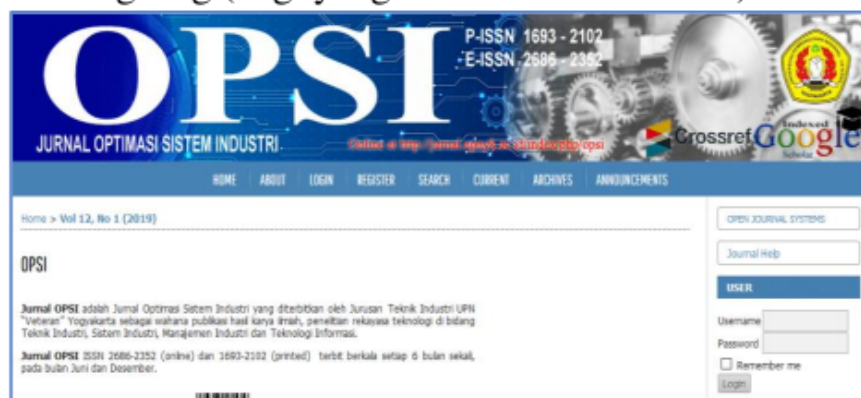 OPSI
P-ISSN 1693 - 2102
E-ISSN 2686 - 2352
JURNAL OPTIMASI SISTEM INDUSTRI
Online at
Crossref
Indexed
Google
Scholar
HOME ABOUT LOGIN REGISTER SEARCH CURRENT ARCHIVES ANNOUNCEMENTS
Home > Vol 12, No 1 (2019)
OPSI
Jurnal OPSI adalah Jurnal Optimasi Sistem Industri yang diterbitkan oleh Jurusan Teknik Industri UPN
"Veteran" Yogyakarta sebagai wahana publikasi hasil karya ilmiah, penelitian rekayasa teknologi di bidang
Teknik Industri, Sistem Industri, Manajemen Industri dan Teknologi Informasi.
Jurnal OPSI ISSN 2686-2352 (online) dan 1693-2102 (printed) terbit berkala setiap 6 bulan sekali,
pada bulan Juni dan Desember.
OPEN JOURNAL SYSTEMS
Journal Help
USER
Username
Password
Remember me
Login